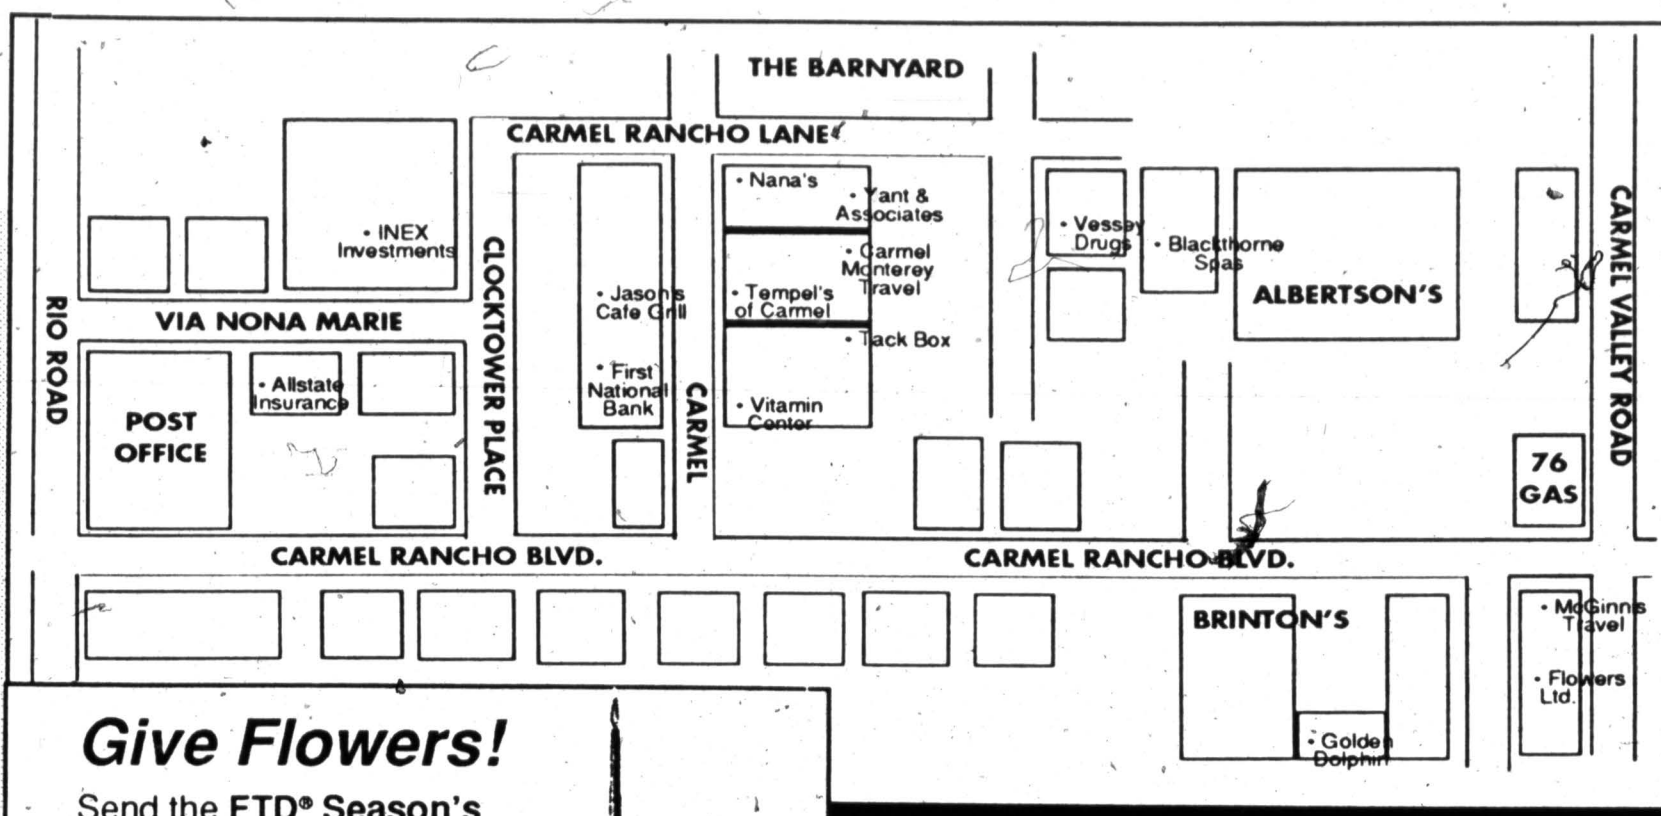 THE BARNYARD
CARMEL RANCHO LANE
• Nana's
• Yant &
Associates
• INEX
Investments
• Carmel
Monterey
Travel
• Jason's
Cafe Grill
• Tempel's
of Carmel
• Tack Box
• First
National
Bank
• Vitamin
Center
• Vessey
Drugs
• Blackthorne
Spas
ALBERTSON'S
CARMEL VALLEY ROAD
RIO ROAD
VIA NONA MARIE
CLOCKTOWER PLACE
CARMEL
POST
OFFICE
• Allstate
Insurance
76
GAS
CARMEL RANCHO BLVD.
CARMEL RANCHO BLVD.
BRINTON'S
• McGinnis
Travel
• Flowers
Ltd.
• Golden
Dolphin
Give Flowers!
Send the FTD® Season's